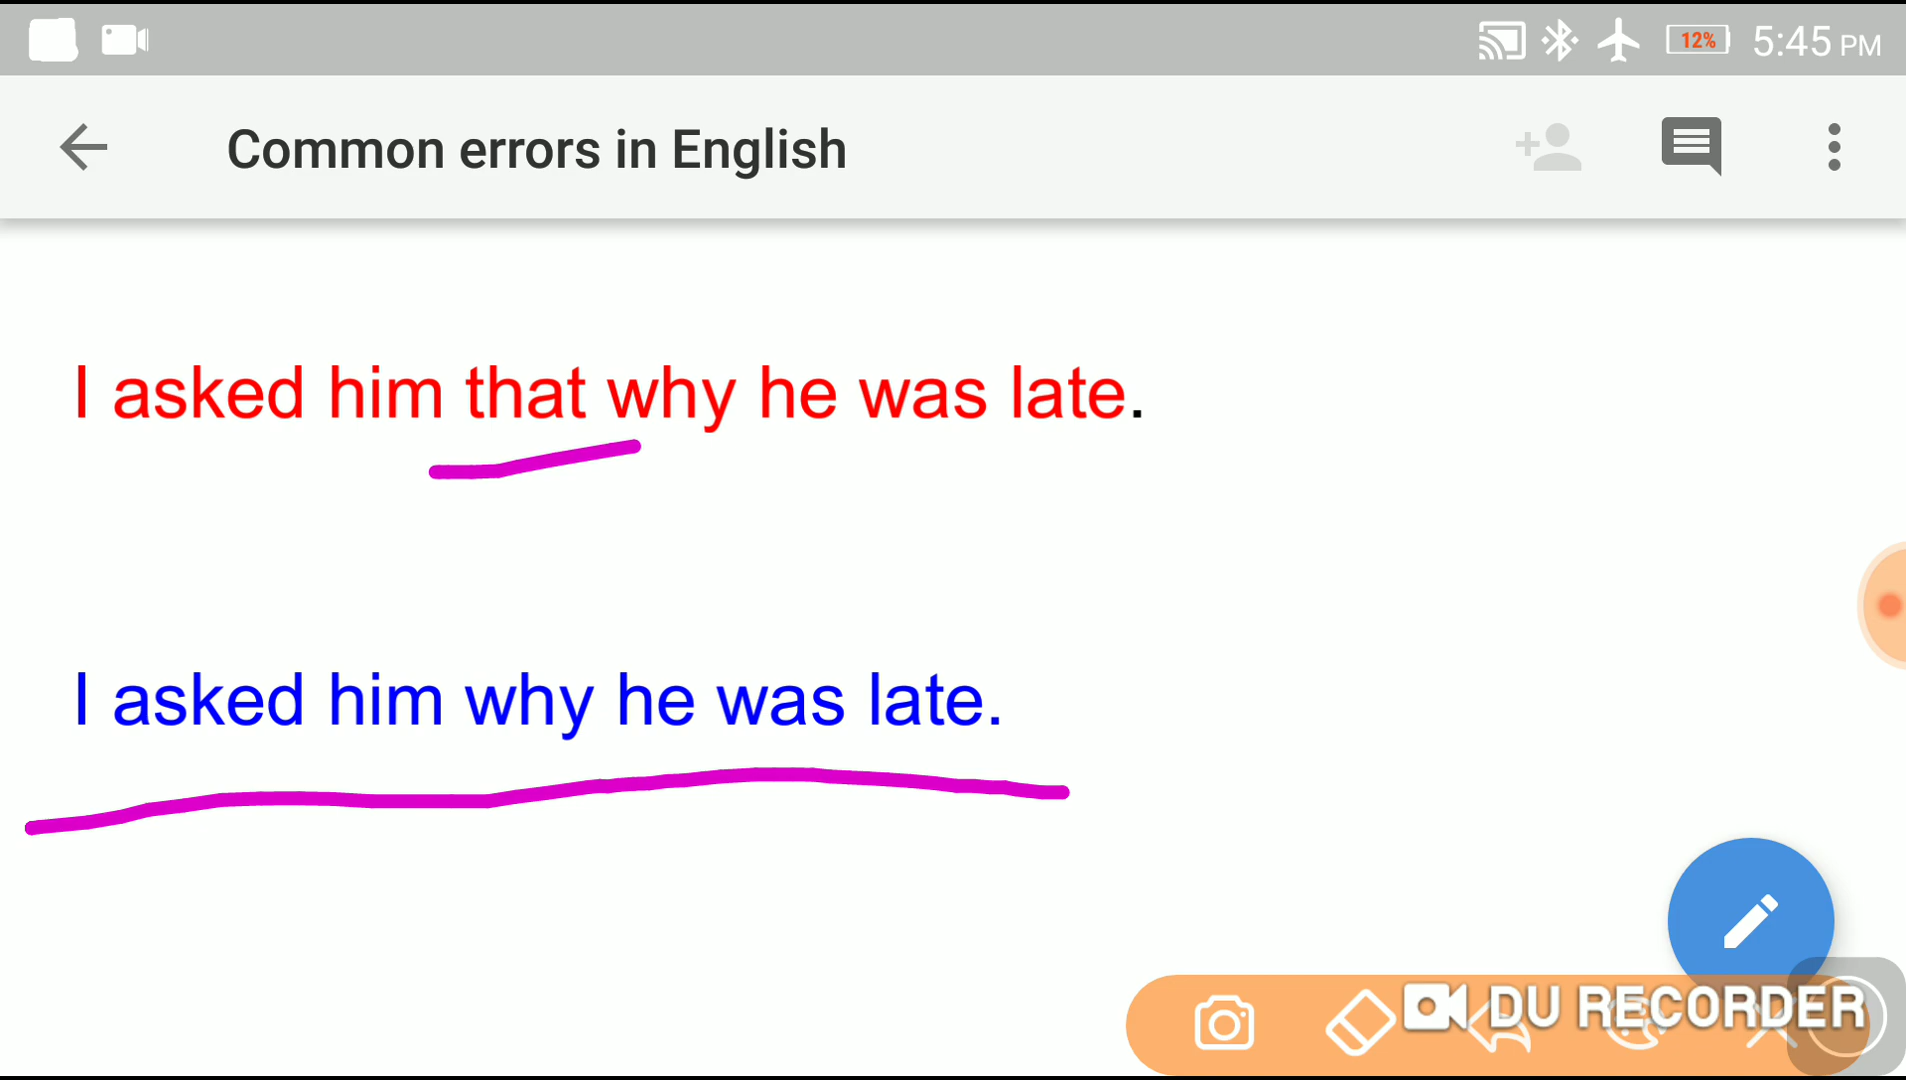 12% 5:45 PM
Common errors in English
I asked him that why he was late.
I asked him why he was late.
DU RECORDER